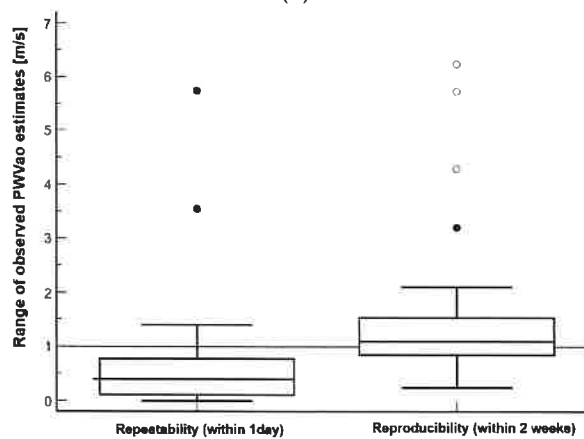 7
6
5
4
3
2
1
0
Range of observed PWVao estimates [m/s]
Repeatability (within 1day)
Reproducibility (within 2 weeks)